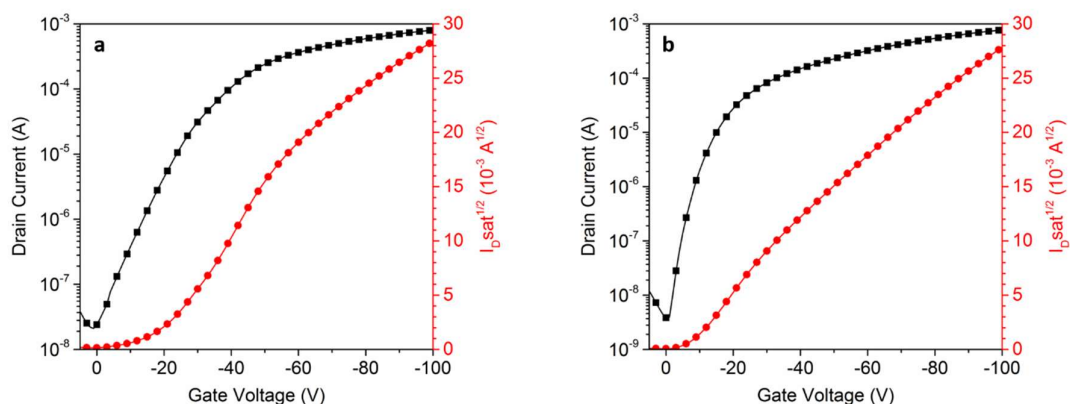 a
10⁻³
10⁻⁴
10⁻⁵
10⁻⁶
10⁻⁷
10⁻⁸
Drain Current (A)
30
25
20
15
10
5
0
I_Dsat^1/2 (10⁻³ A^1/2)
0 -20 -40 -60 -80 -100
Gate Voltage (V)
b
10⁻³
10⁻⁴
10⁻⁵
10⁻⁶
10⁻⁷
10⁻⁸
10⁻⁹
Drain Current (A)
30
25
20
15
10
5
0
I_Dsat^1/2 (10⁻³ A^1/2)
0 -20 -40 -60 -80 -100
Gate Voltage (V)